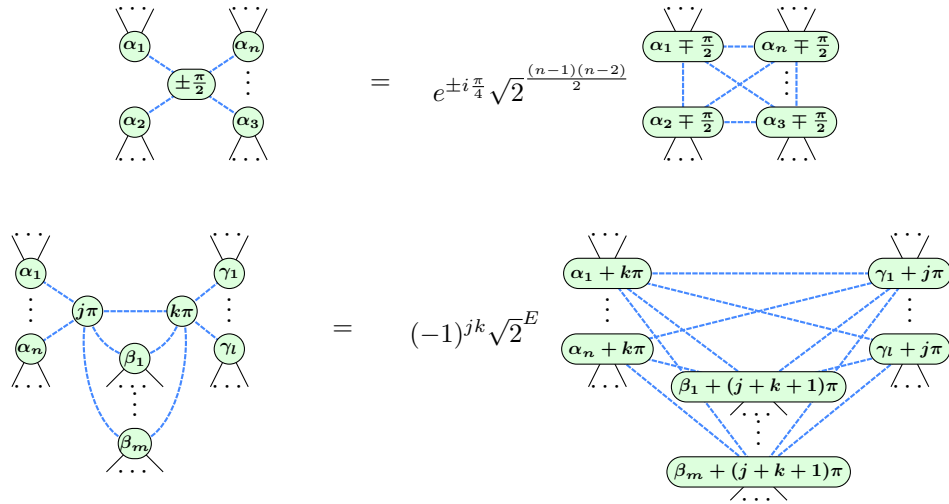 α₁ αₙ
±π/2
α₂ α₃
= e^{±iπ/4} √2^{(n−1)(n−2)/2}
α₁ ∓ π/2 αₙ ∓ π/2
α₂ ∓ π/2 α₃ ∓ π/2
α₁ γ₁
jπ kπ
αₙ β₁ γₗ
βₘ
= (−1)^{jk} √2^E
α₁ + kπ γ₁ + jπ
αₙ + kπ γₗ + jπ
β₁ + (j + k + 1)π
βₘ + (j + k + 1)π